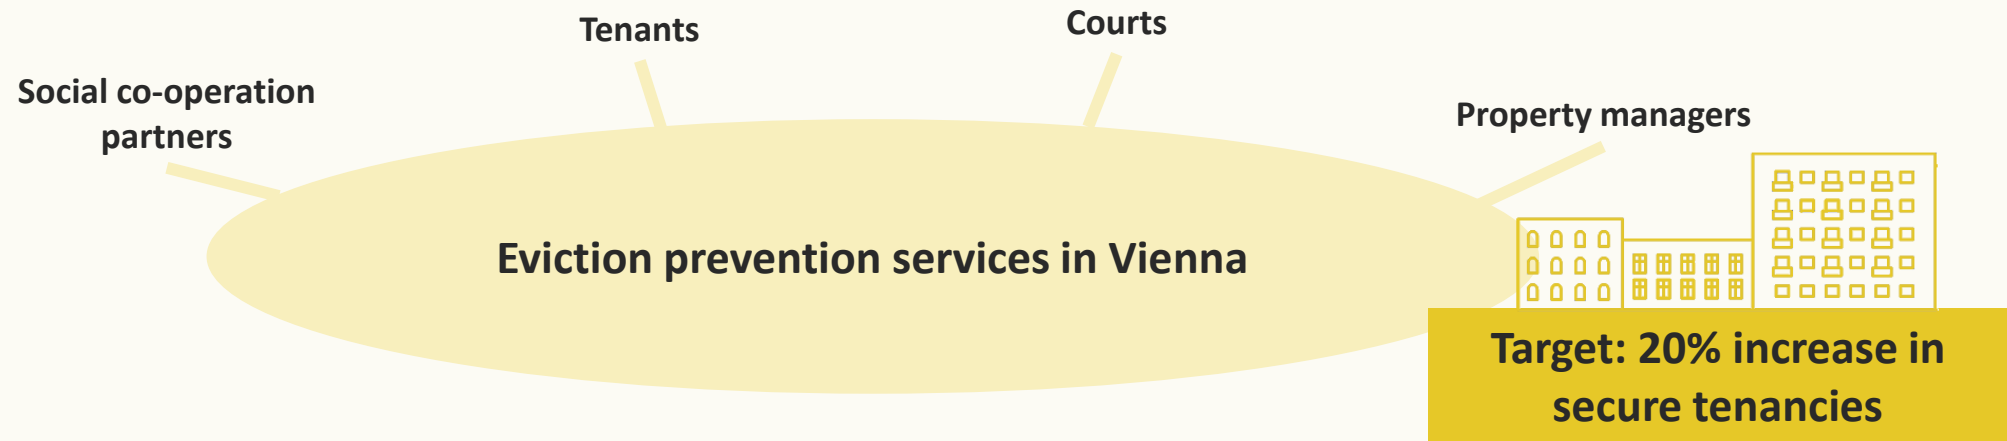 Social co-operation
partners
Tenants
Courts
Property managers
Eviction prevention services in Vienna
Target: 20% increase in
secure tenancies